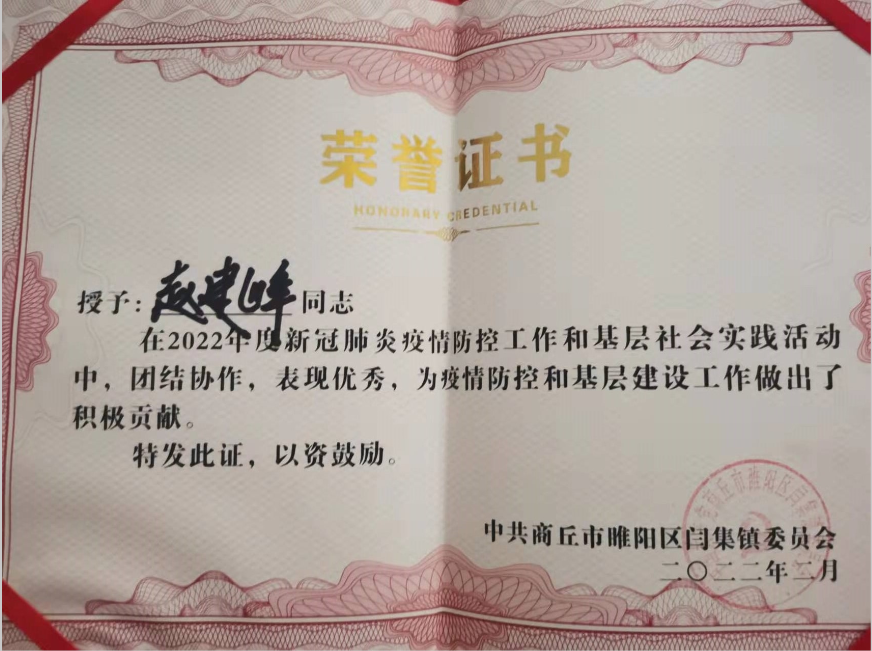 荣誉证书
HONORARY CREDENTIAL
授予：赵建峰同志
在2022年度新冠肺炎疫情防控工作和基层社会实践活动
中，团结协作，表现优秀，为疫情防控和基层建设工作做出了
积极贡献。
特发此证，以资鼓励。
中共商丘市睢阳区闫集镇委员会
二〇二二年二月